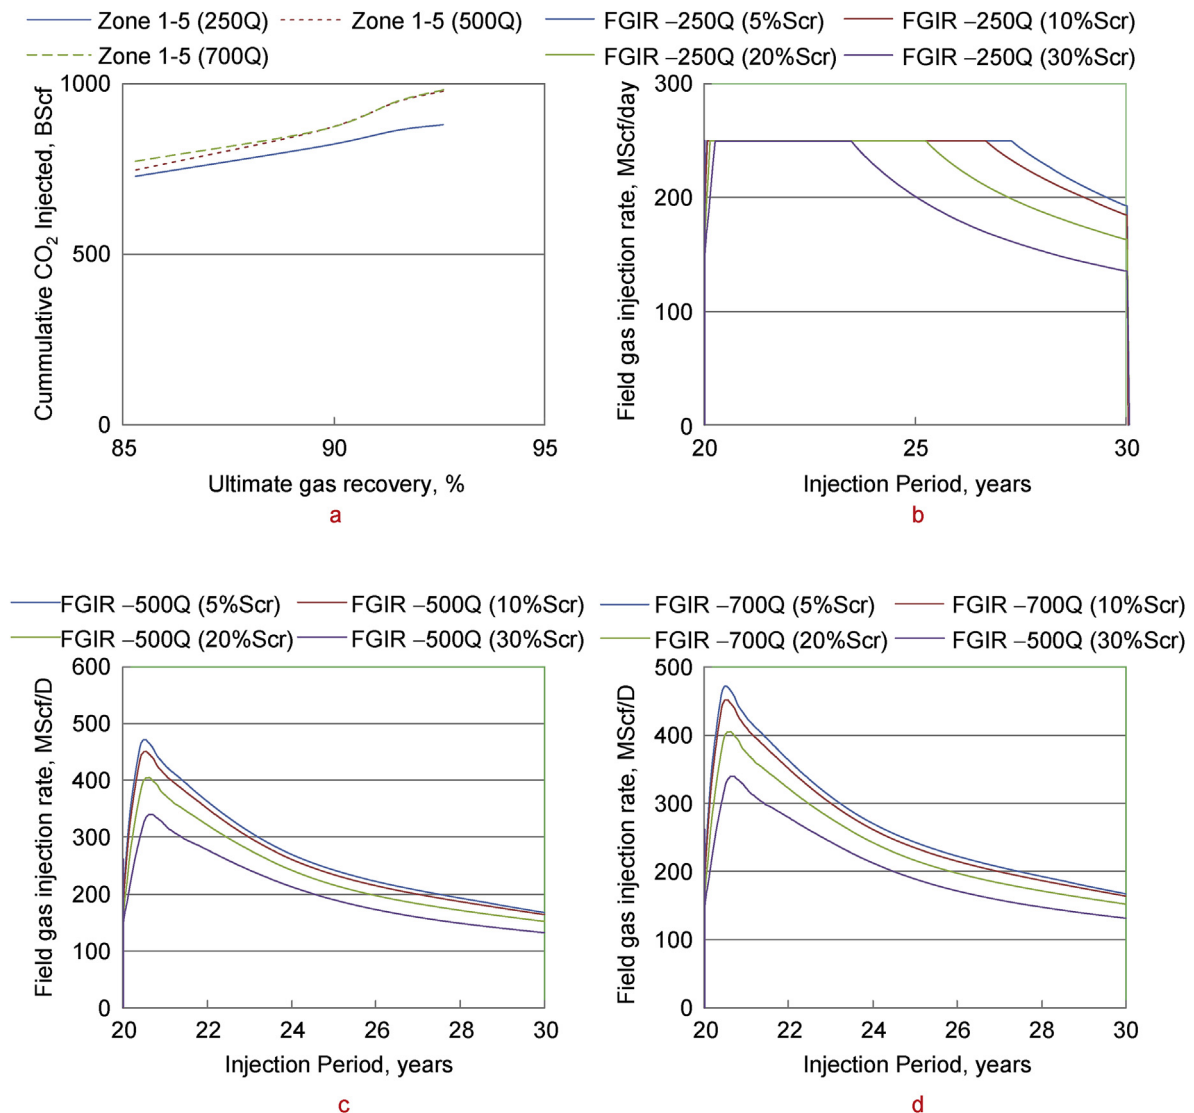 Zone 1-5 (250Q) Zone 1-5 (500Q)
Zone 1-5 (700Q)
1000
500
0
85 90 95
Cummulative CO2 Injected, BScf
Ultimate gas recovery, %
a
FGIR –250Q (5%Scr) FGIR –250Q (10%Scr)
FGIR –250Q (20%Scr) FGIR –250Q (30%Scr)
300
200
100
0
20 25 30
Field gas injection rate, MScf/day
Injection Period, years
b
FGIR –500Q (5%Scr) FGIR –500Q (10%Scr)
FGIR –500Q (20%Scr) FGIR –500Q (30%Scr)
600
500
400
300
200
100
0
20 22 24 26 28 30
Field gas injection rate, MScf/D
Injection Period, years
c
FGIR –700Q (5%Scr) FGIR –700Q (10%Scr)
FGIR –700Q (20%Scr) FGIR –500Q (30%Scr)
500
400
300
200
100
0
20 22 24 26 28 30
Field gas injection rate, MScf/D
Injection Period, years
d